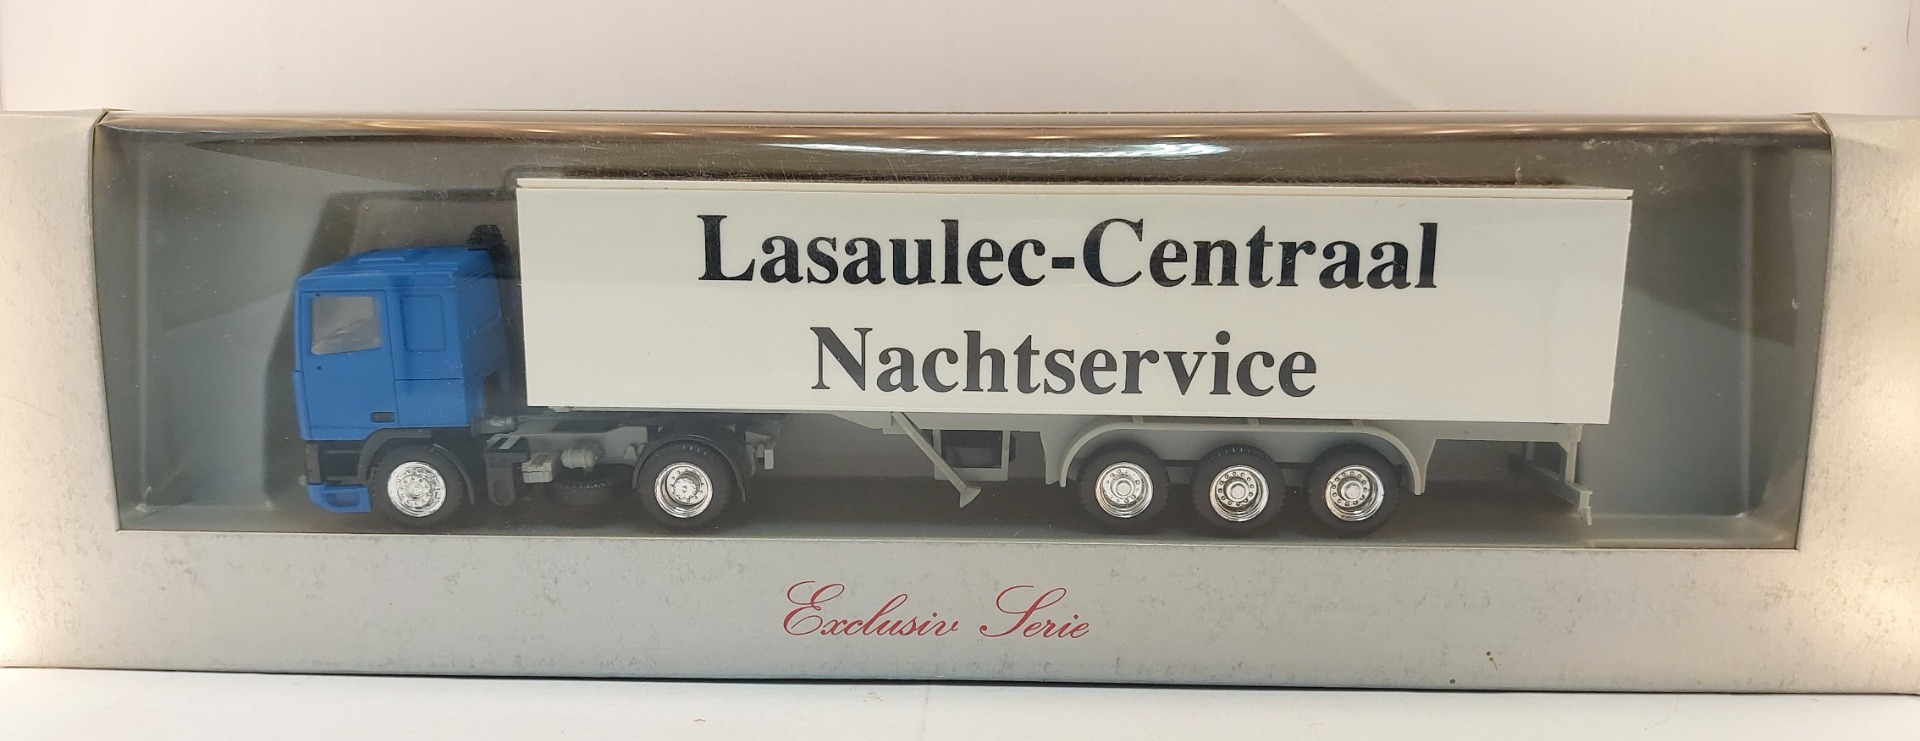 Lasaulec-Centraal
Nachtservice
Exclusiv Serie